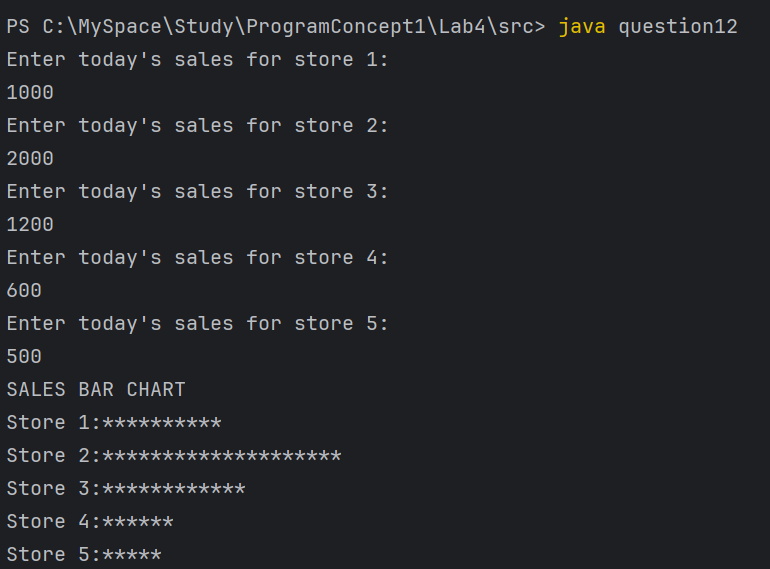 PS C:\MySpace\Study\ProgramConcept1\Lab4\src> java question12
Enter today's sales for store 1:
1000
Enter today's sales for store 2:
2000
Enter today's sales for store 3:
1200
Enter today's sales for store 4:
600
Enter today's sales for store 5:
500
SALES BAR CHART
Store 1:**********
Store 2:********************
Store 3:************
Store 4:******
Store 5:*****